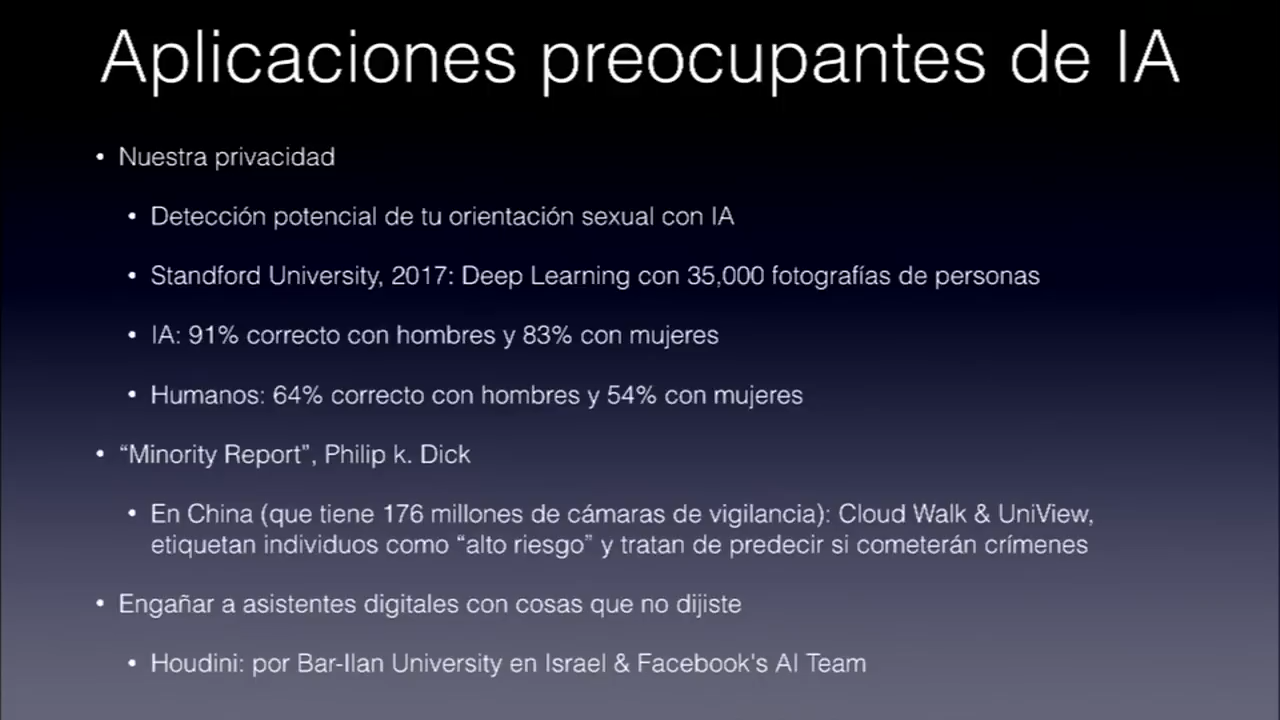 Aplicaciones preocupantes de IA
• Nuestra privacidad
• Detección potencial de tu orientación sexual con IA
• Standford University, 2017: Deep Learning con 35,000 fotografías de personas
• IA: 91% correcto con hombres y 83% con mujeres
• Humanos: 64% correcto con hombres y 54% con mujeres
• “Minority Report”, Philip k. Dick
• En China (que tiene 176 millones de cámaras de vigilancia): Cloud Walk & UniView,
etiquetan individuos como “alto riesgo” y tratan de predecir si cometerán crímenes
• Engañar a asistentes digitales con cosas que no dijiste
• Houdini: por Bar-Ilan University en Israel & Facebook's AI Team